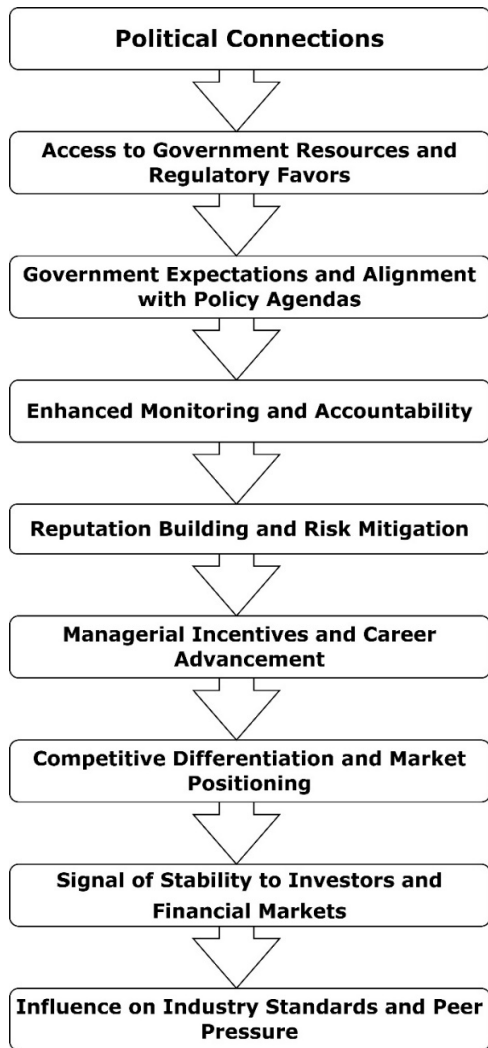 Political Connections
Access to Government Resources and
Regulatory Favors
Government Expectations and Alignment
with Policy Agendas
Enhanced Monitoring and Accountability
Reputation Building and Risk Mitigation
Managerial Incentives and Career
Advancement
Competitive Differentiation and Market
Positioning
Signal of Stability to Investors and
Financial Markets
Influence on Industry Standards and Peer
Pressure